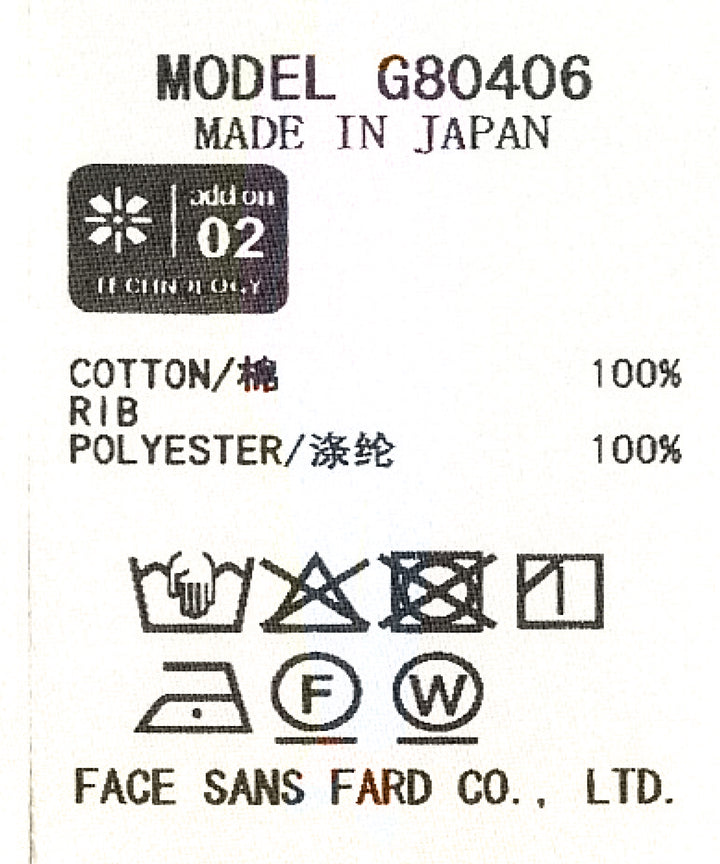 MODEL G80406
MADE IN JAPAN
add on
02
TECHNOLOGY
COTTON/棉 100%
RIB
POLYESTER/涤纶 100%
F W
FACE SANS FARD CO., LTD.